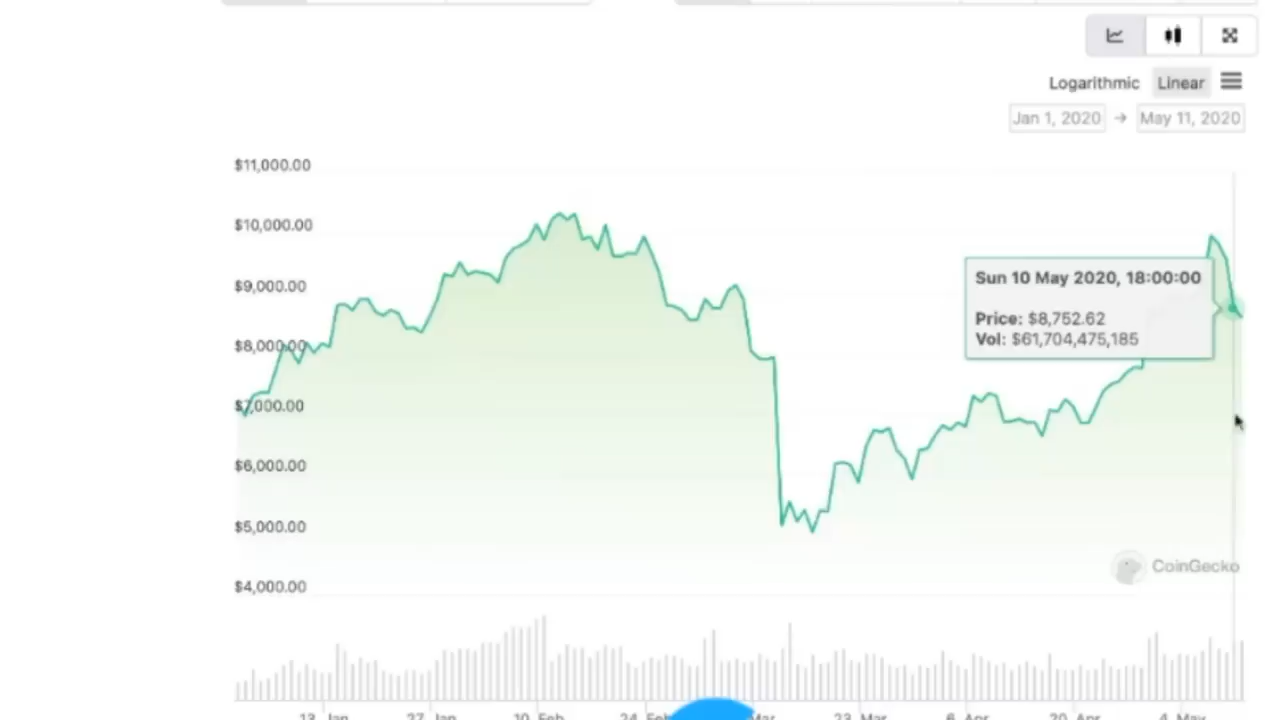 Logarithmic Linear
Jan 1, 2020 → May 11, 2020
$11,000.00
$10,000.00
$9,000.00
$8,000.00
$7,000.00
$6,000.00
$5,000.00
$4,000.00
Sun 10 May 2020, 18:00:00
Price: $8,752.62
Vol: $61,704,475,185
CoinGecko
13. Jan 27. Jan 10. Feb 24. Feb Mar 23. Mar 6. Apr 20. Apr 4. May